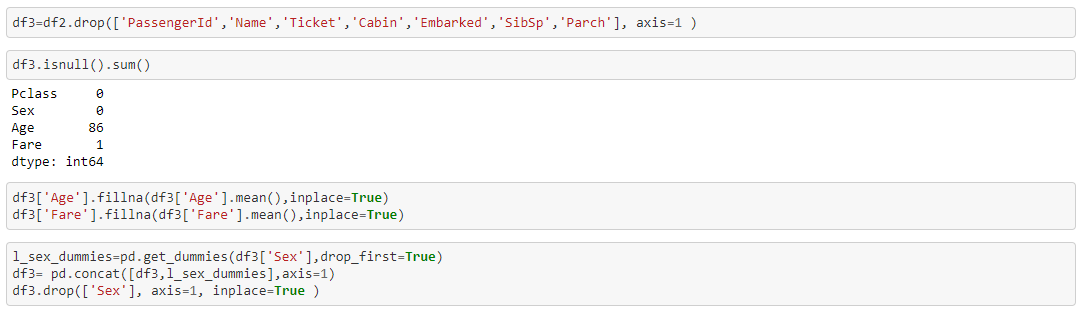 df3=df2.drop(['PassengerId','Name','Ticket','Cabin','Embarked','SibSp','Parch'], axis=1 )
df3.isnull().sum()
Pclass     0
Sex        0
Age       86
Fare       1
dtype: int64
df3['Age'].fillna(df3['Age'].mean(),inplace=True)
df3['Fare'].fillna(df3['Fare'].mean(),inplace=True)
l_sex_dummies=pd.get_dummies(df3['Sex'],drop_first=True)
df3= pd.concat([df3,l_sex_dummies],axis=1)
df3.drop(['Sex'], axis=1, inplace=True )